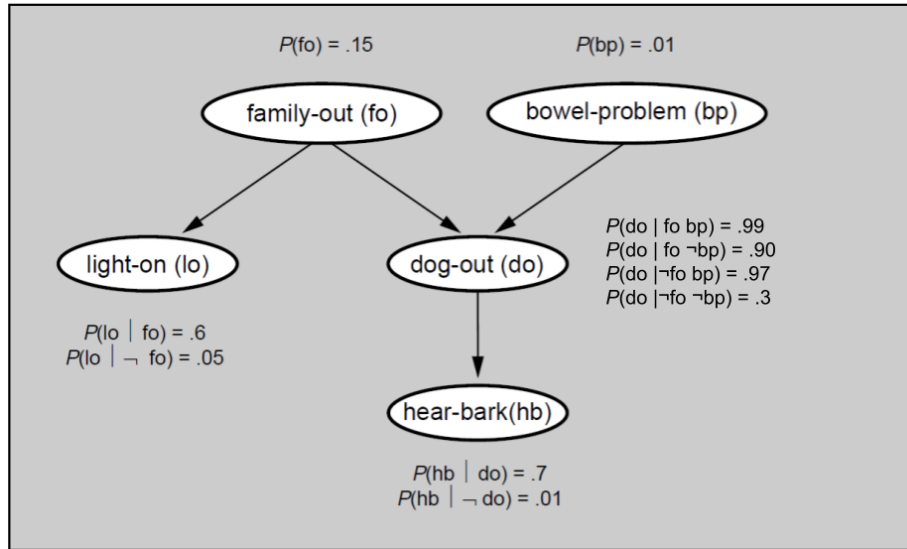 P(fo) = .15
P(bp) = .01
family-out (fo)
bowel-problem (bp)
light-on (lo)
dog-out (do)
P(do | fo bp) = .99
P(do | fo ¬bp) = .90
P(do |¬fo bp) = .97
P(do |¬fo ¬bp) = .3
P(lo | fo) = .6
P(lo | ¬ fo) = .05
hear-bark(hb)
P(hb | do) = .7
P(hb | ¬ do) = .01